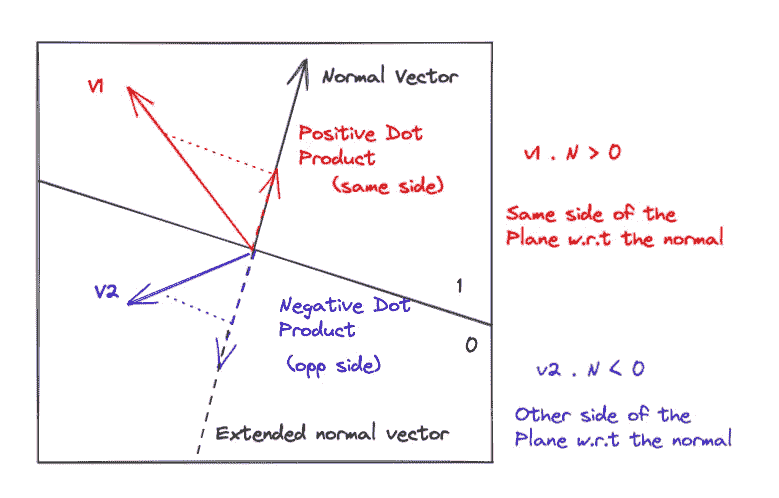 Normal Vector
V1
Positive Dot
Product
(same side)
v1 . N > 0
Same side of the
Plane w.r.t the normal
V2
1
Negative Dot
Product
0
(opp side)
v2 . N < 0
Other side of the
Plane w.r.t the normal
Extended normal vector